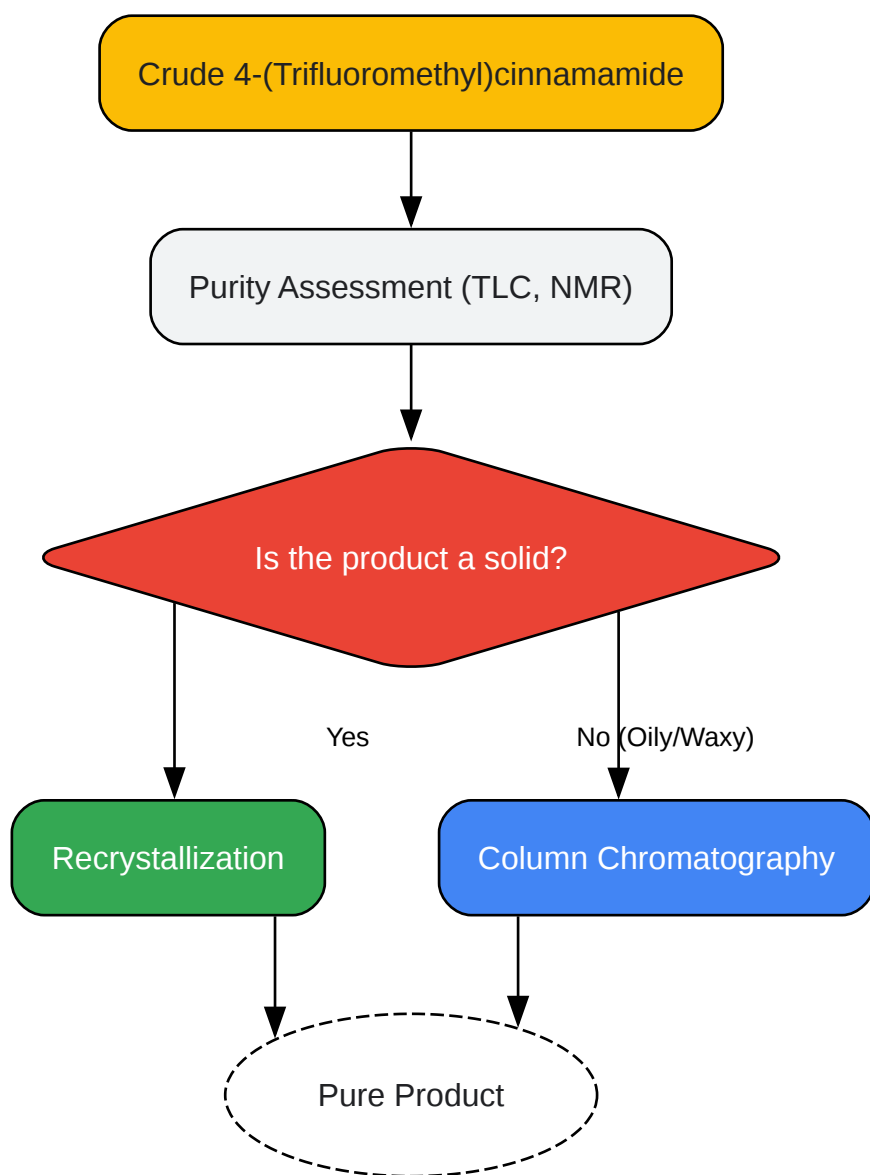 Crude 4-(Trifluoromethyl)cinnamamide
Purity Assessment (TLC, NMR)
Is the product a solid?
Yes
No (Oily/Waxy)
Recrystallization
Column Chromatography
Pure Product